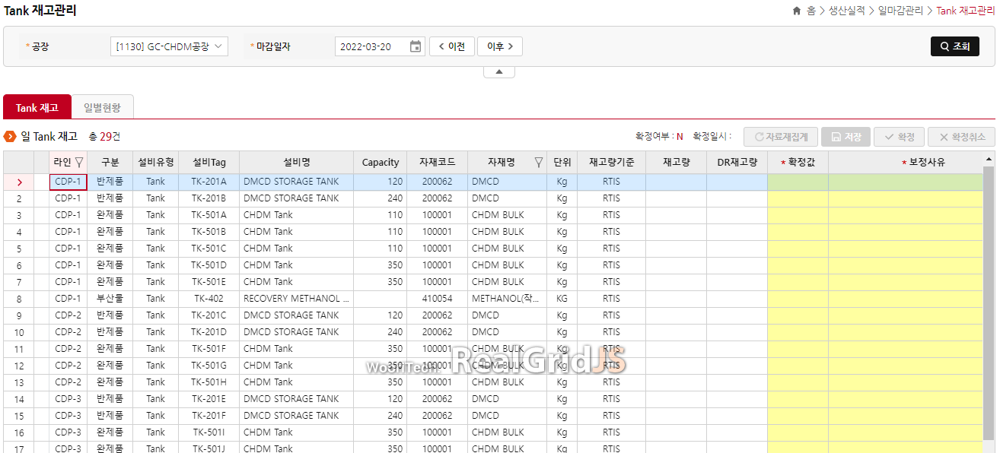 Tank 재고관리
홈 > 생산실적 > 일마감관리 > Tank 재고관리
* 공장 [1130] GC-CHDM공장 * 마감일자 2022-03-20 < 이전 이후 > 조회
Tank 재고 일별현황
일 Tank 재고 총 29건 확정여부 : N 확정일시 : 자료재집계 저장 확정 확정취소
라인 구분 설비유형 설비Tag 설비명 Capacity 자재코드 자재명 단위 재고량기준 재고량 DR재고량 * 확정값 * 보정사유
> CDP-1 반제품 Tank TK-201A DMCD STORAGE TANK 120 200062 DMCD Kg RTIS
2 CDP-1 반제품 Tank TK-201B DMCD STORAGE TANK 240 200062 DMCD Kg RTIS
3 CDP-1 완제품 Tank TK-501A CHDM Tank 110 100001 CHDM BULK Kg RTIS
4 CDP-1 완제품 Tank TK-501B CHDM Tank 110 100001 CHDM BULK Kg RTIS
5 CDP-1 완제품 Tank TK-501C CHDM Tank 110 100001 CHDM BULK Kg RTIS
6 CDP-1 완제품 Tank TK-501D CHDM Tank 350 100001 CHDM BULK Kg RTIS
7 CDP-1 완제품 Tank TK-501E CHDM Tank 350 100001 CHDM BULK Kg RTIS
8 CDP-1 부산물 Tank TK-402 RECOVERY METHANOL ... 410054 METHANOL(작... KG RTIS
9 CDP-2 반제품 Tank TK-201C DMCD STORAGE TANK 120 200062 DMCD Kg RTIS
10 CDP-2 반제품 Tank TK-201D DMCD STORAGE TANK 240 200062 DMCD Kg RTIS
11 CDP-2 완제품 Tank TK-501F CHDM Tank 350 100001 CHDM BULK Kg RTIS
12 CDP-2 완제품 Tank TK-501G CHDM Tank 350 100001 CHDM BULK Kg RTIS
WooriTech. RealGridJS
13 CDP-2 완제품 Tank TK-501H CHDM Tank 350 100001 CHDM BULK Kg RTIS
14 CDP-3 반제품 Tank TK-201E DMCD STORAGE TANK 120 200062 DMCD Kg RTIS
15 CDP-3 반제품 Tank TK-201F DMCD STORAGE TANK 240 200062 DMCD Kg RTIS
16 CDP-3 완제품 Tank TK-501I CHDM Tank 350 100001 CHDM BULK Kg RTIS
17 CDP-3 완제품 Tank TK-501J CHDM Tank 350 100001 CHDM BULK Kg RTIS